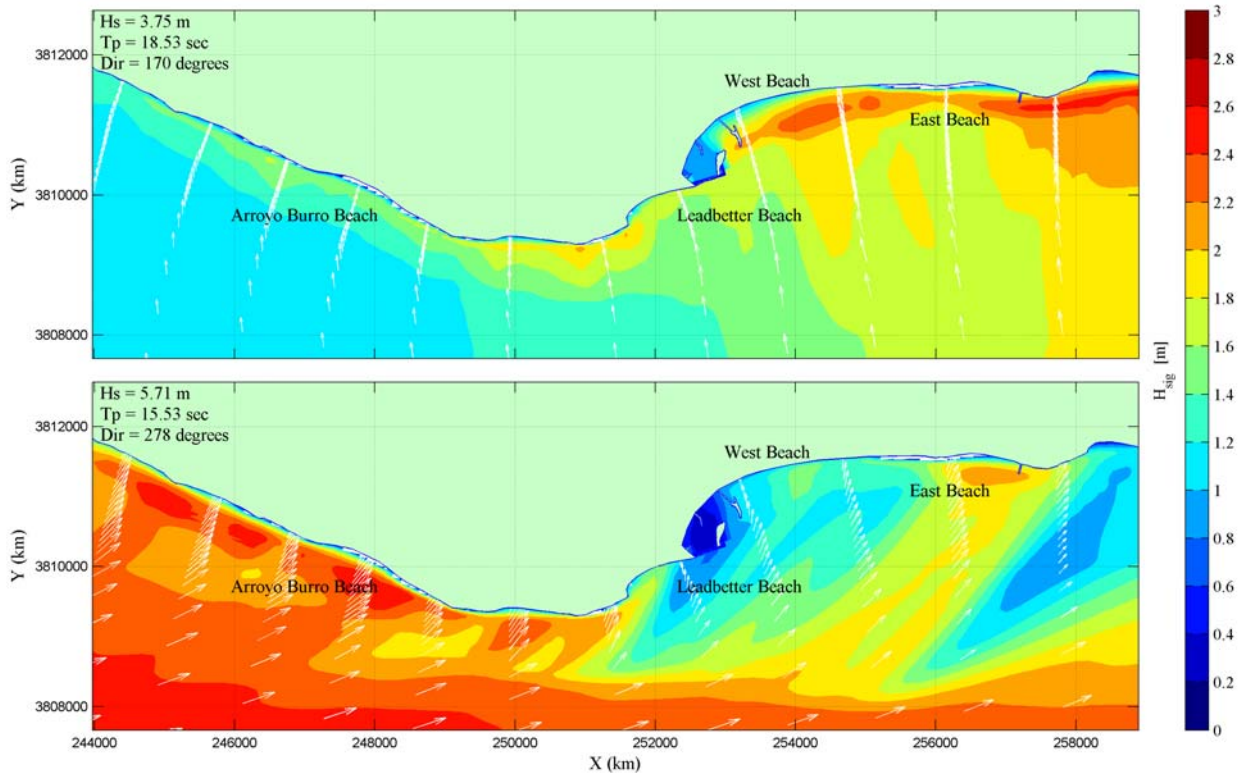 Hs = 3.75 m
Tp = 18.53 sec
Dir = 170 degrees
3812000
3810000
3808000
Y (km)
West Beach
East Beach
Arroyo Burro Beach
Leadbetter Beach
Hs = 5.71 m
Tp = 15.53 sec
Dir = 278 degrees
3812000
3810000
3808000
Y (km)
West Beach
East Beach
Arroyo Burro Beach
Leadbetter Beach
244000 246000 248000 250000 252000 254000 256000 258000
X (km)
3
2.8
2.6
2.4
2.2
2
1.8
1.6
1.4
1.2
1
0.8
0.6
0.4
0.2
0
H_sig [m]